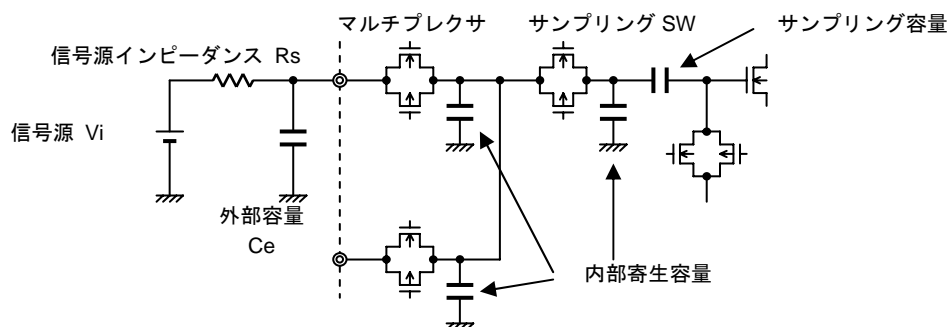 マルチプレクサ
サンプリング SW
サンプリング容量
信号源インピーダンス Rs
信号源 Vi
外部容量
Ce
内部寄生容量